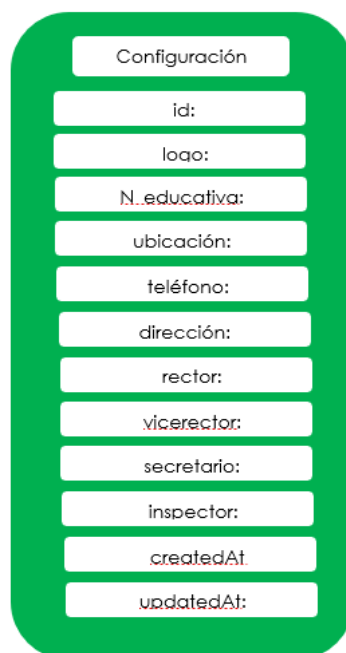 Configuración
id:
logo:
N_educativa:
ubicación:
teléfono:
dirección:
rector:
vicerector:
secretario:
inspector:
createdAt
updatedAt: